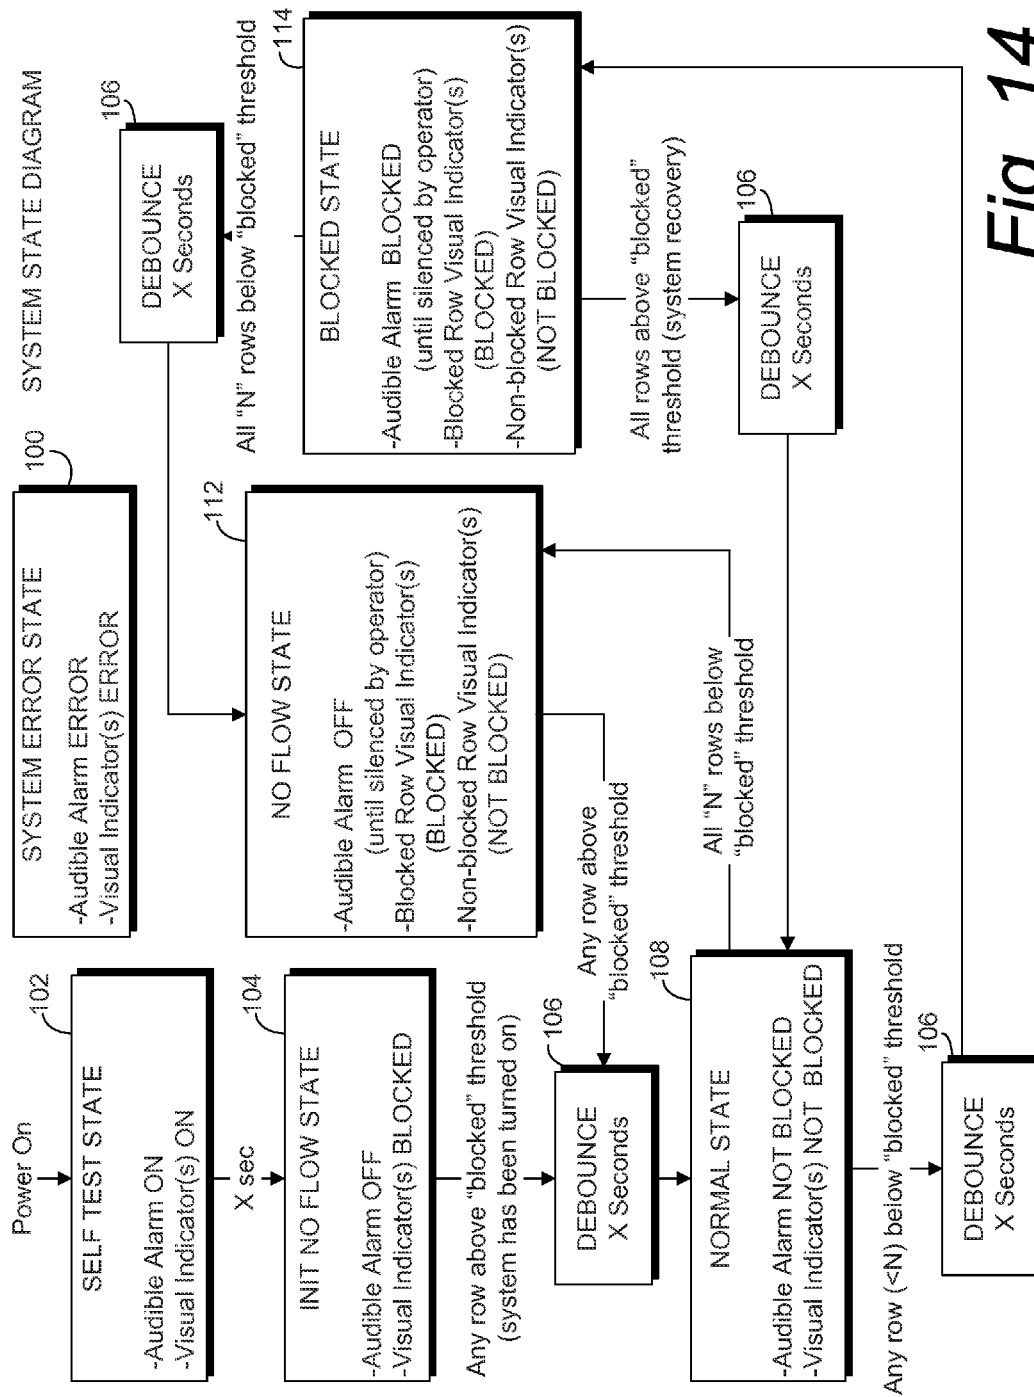 SYSTEM STATE DIAGRAM
Power On
102
SELF TEST STATE
-Audible Alarm ON
-Visual Indicator(s) ON
X sec
104
INIT NO FLOW STATE
-Audible Alarm OFF
-Visual Indicator(s) BLOCKED
Any row above "blocked" threshold
(system has been turned on)
106
DEBOUNCE
X Seconds
108
NORMAL STATE
-Audible Alarm NOT BLOCKED
-Visual Indicator(s) NOT BLOCKED
Any row (<N) below "blocked" threshold
106
DEBOUNCE
X Seconds
100
SYSTEM ERROR STATE
-Audible Alarm ERROR
-Visual Indicator(s) ERROR
112
NO FLOW STATE
-Audible Alarm OFF
(until silenced by operator)
-Blocked Row Visual Indicator(s)
(BLOCKED)
-Non-blocked Row Visual Indicator(s)
(NOT BLOCKED)
Any row above
"blocked" threshold
All "N" rows below
"blocked" threshold
106
DEBOUNCE
X Seconds
All "N" rows below "blocked" threshold
114
BLOCKED STATE
-Audible Alarm BLOCKED
(until silenced by operator)
-Blocked Row Visual Indicator(s)
(BLOCKED)
-Non-blocked Row Visual Indicator(s)
(NOT BLOCKED)
All rows above "blocked"
threshold (system recovery)
106
DEBOUNCE
X Seconds
Fig. 14